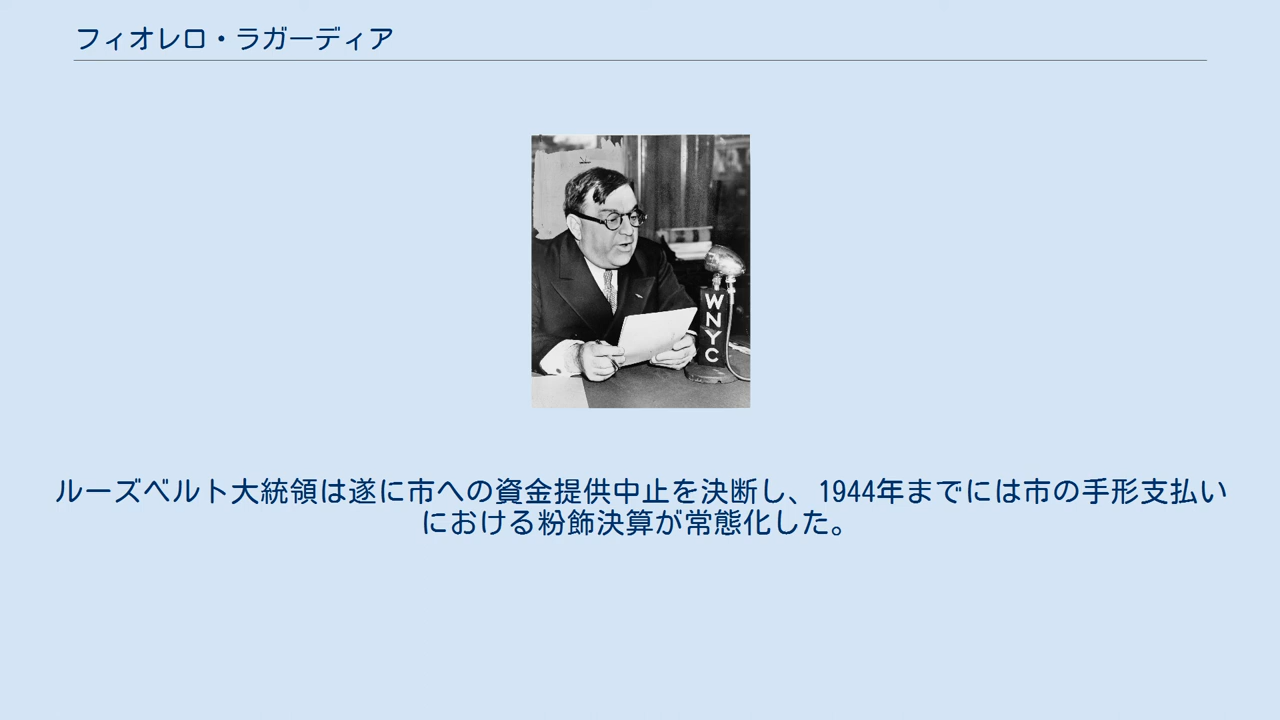 フィオレロ・ラガーディア
WNYC
ルーズベルト大統領は遂に市への資金提供中止を決断し、1944年までには市の手形支払い
における粉飾決算が常態化した。